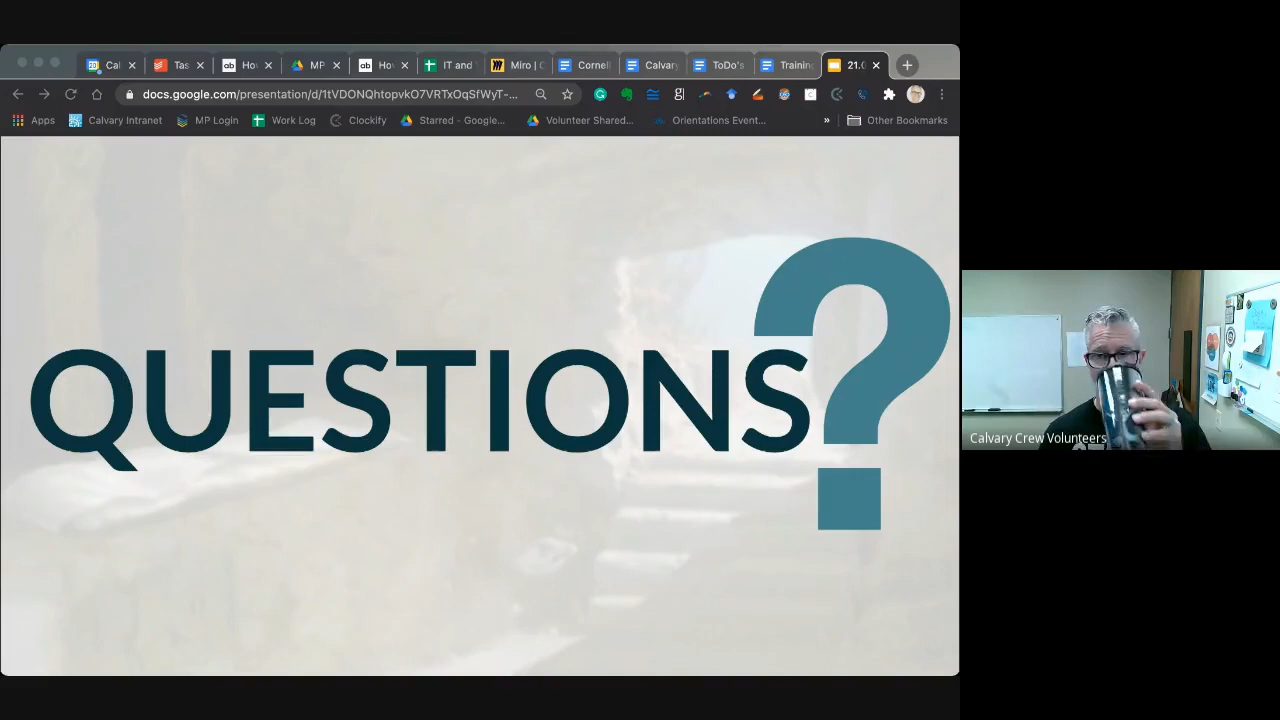 Cal
Tas
Hov
MP
Hov
IT and
Miro | C
Cornell
Calvary
ToDo's
Training
21.0
docs.google.com/presentation/d/1tVDONQhtopvkO7VRTxOqSfWyT-...
Apps
Calvary Intranet
MP Login
Work Log
Clockify
Starred - Google...
Volunteer Shared...
Orientations Event...
»
Other Bookmarks
QUESTIONS?
Calvary Crew Volunteers